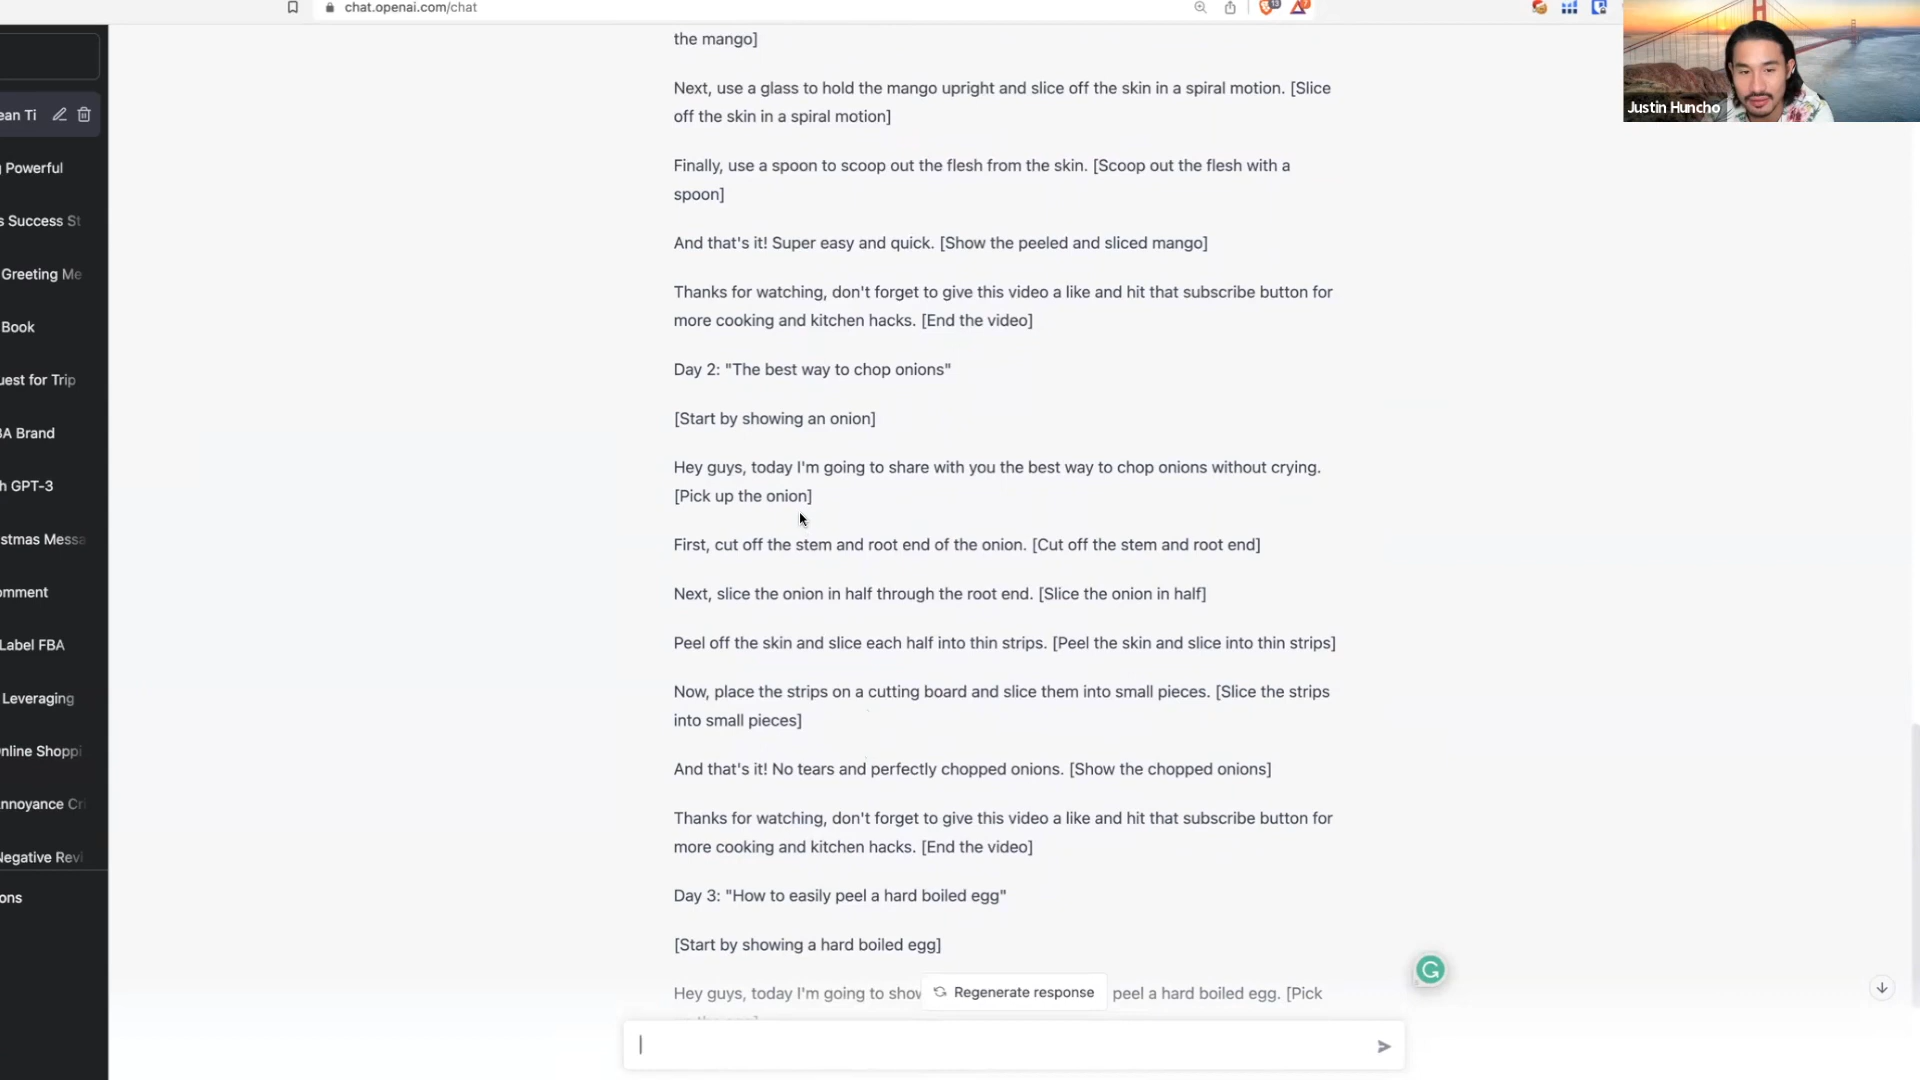 chat.openai.com/chat
13
Justin Huncho
ean Ti
Powerful
s Success St
Greeting Me
Book
uest for Trip
BA Brand
h GPT-3
stmas Messa
omment
Label FBA
Leveraging
nline Shoppi
nnoyance Cri
Negative Revi
ons
the mango]
Next, use a glass to hold the mango upright and slice off the skin in a spiral motion. [Slice
off the skin in a spiral motion]
Finally, use a spoon to scoop out the flesh from the skin. [Scoop out the flesh with a
spoon]
And that's it! Super easy and quick. [Show the peeled and sliced mango]
Thanks for watching, don't forget to give this video a like and hit that subscribe button for
more cooking and kitchen hacks. [End the video]
Day 2: "The best way to chop onions"
[Start by showing an onion]
Hey guys, today I'm going to share with you the best way to chop onions without crying.
[Pick up the onion]
First, cut off the stem and root end of the onion. [Cut off the stem and root end]
Next, slice the onion in half through the root end. [Slice the onion in half]
Peel off the skin and slice each half into thin strips. [Peel the skin and slice into thin strips]
Now, place the strips on a cutting board and slice them into small pieces. [Slice the strips
into small pieces]
And that's it! No tears and perfectly chopped onions. [Show the chopped onions]
Thanks for watching, don't forget to give this video a like and hit that subscribe button for
more cooking and kitchen hacks. [End the video]
Day 3: "How to easily peel a hard boiled egg"
[Start by showing a hard boiled egg]
Hey guys, today I'm going to show peel a hard boiled egg. [Pick
Regenerate response